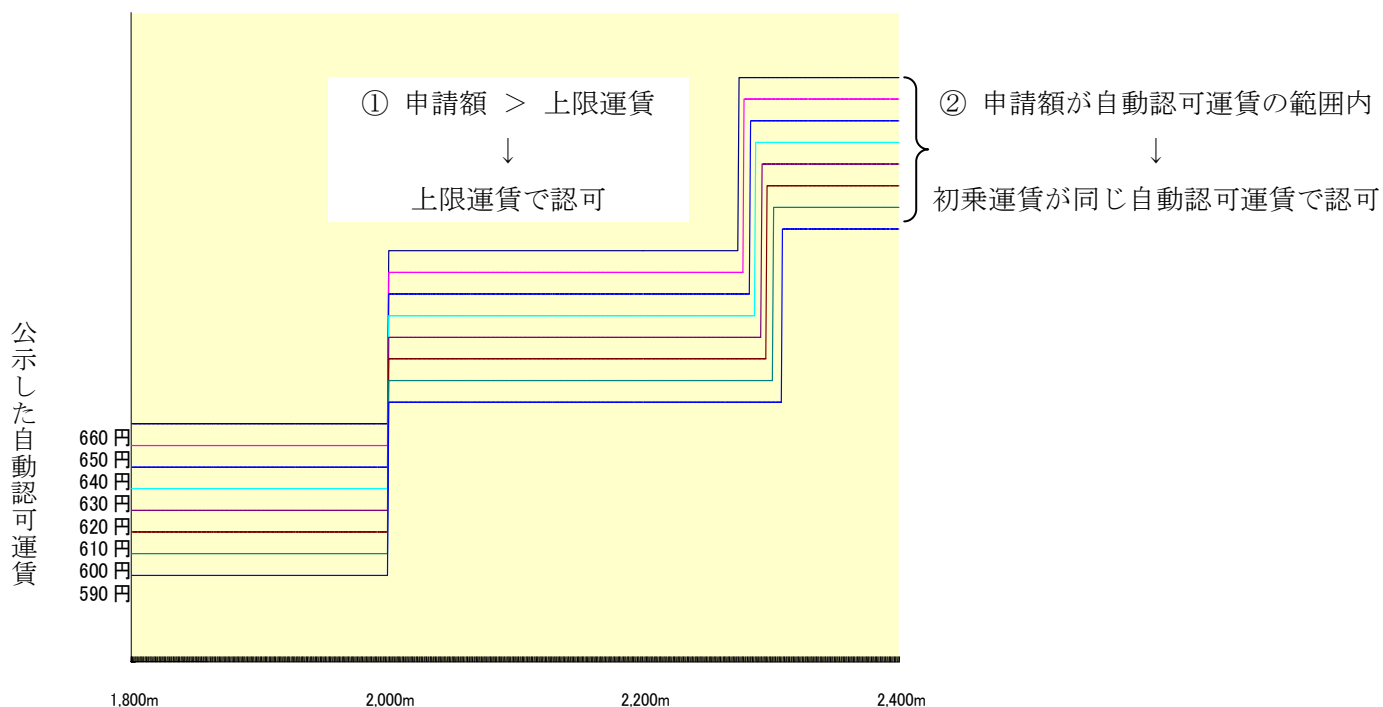 ① 申請額 ＞ 上限運賃
↓
上限運賃で認可
② 申請額が自動認可運賃の範囲内
↓
初乗運賃が同じ自動認可運賃で認可
公示した自動認可運賃
660 円
650 円
640 円
630 円
620 円
610 円
600 円
590 円
1,800m
2,000m
2,200m
2,400m